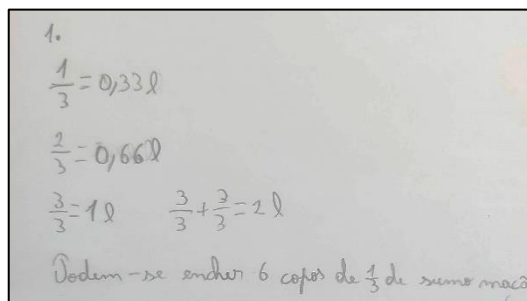 1.
1/3 = 0,33 l
2/3 = 0,66 l
3/3 = 1 l 3/3 + 3/3 = 2 l
Podem-se encher 6 copos de 1/3 de sumo maçã